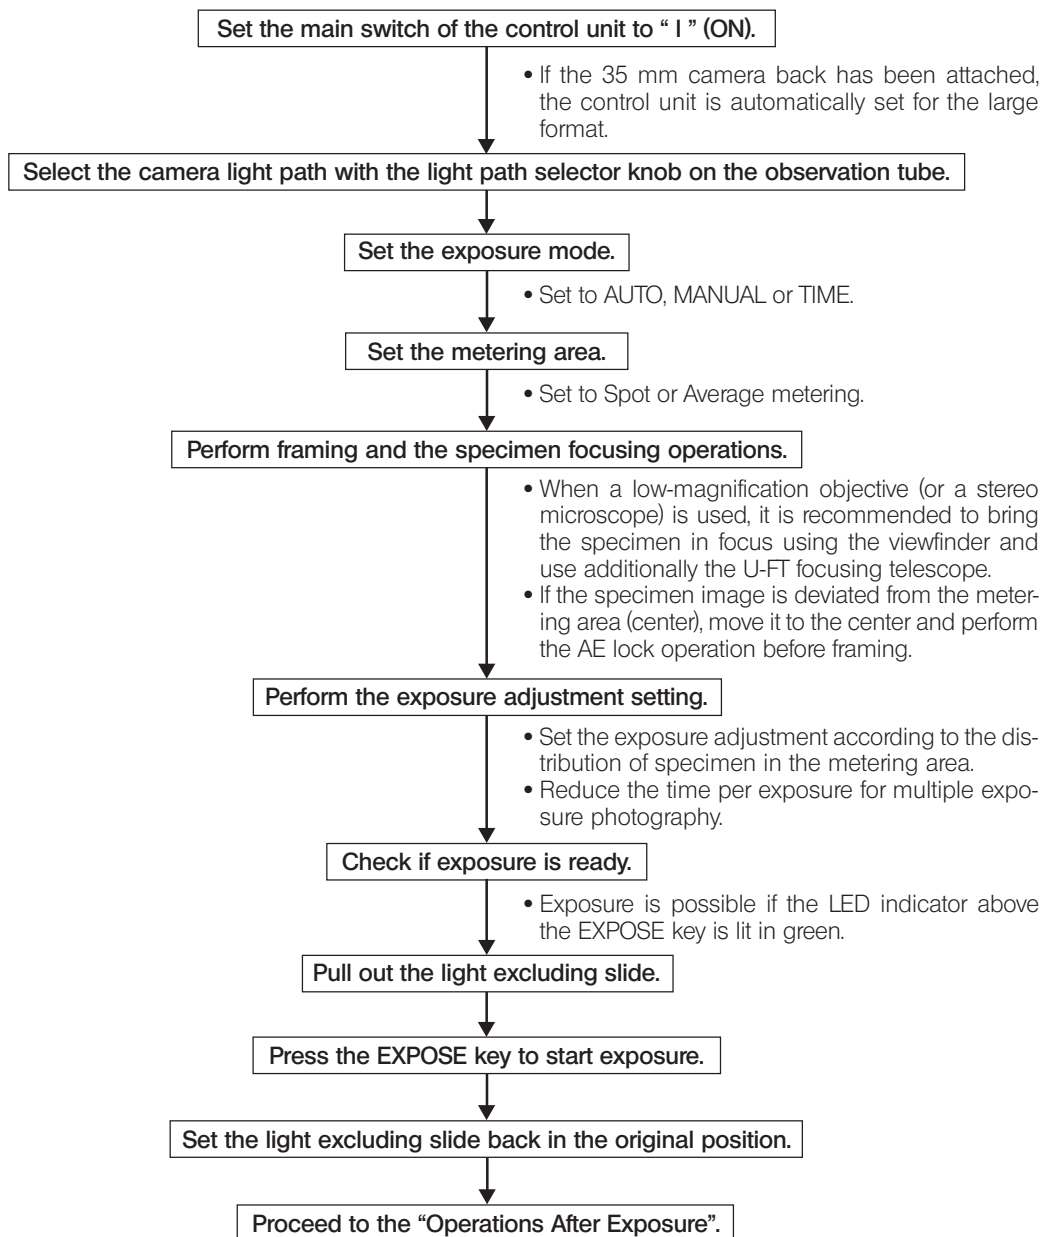 Set the main switch of the control unit to “ I ” (ON).
• If the 35 mm camera back has been attached,
the control unit is automatically set for the large
format.
Select the camera light path with the light path selector knob on the observation tube.
Set the exposure mode.
• Set to AUTO, MANUAL or TIME.
Set the metering area.
• Set to Spot or Average metering.
Perform framing and the specimen focusing operations.
• When a low-magnification objective (or a stereo
microscope) is used, it is recommended to bring
the specimen in focus using the viewfinder and
use additionally the U-FT focusing telescope.
• If the specimen image is deviated from the meter-
ing area (center), move it to the center and perform
the AE lock operation before framing.
Perform the exposure adjustment setting.
• Set the exposure adjustment according to the dis-
tribution of specimen in the metering area.
• Reduce the time per exposure for multiple expo-
sure photography.
Check if exposure is ready.
• Exposure is possible if the LED indicator above
the EXPOSE key is lit in green.
Pull out the light excluding slide.
Press the EXPOSE key to start exposure.
Set the light excluding slide back in the original position.
Proceed to the “Operations After Exposure”.